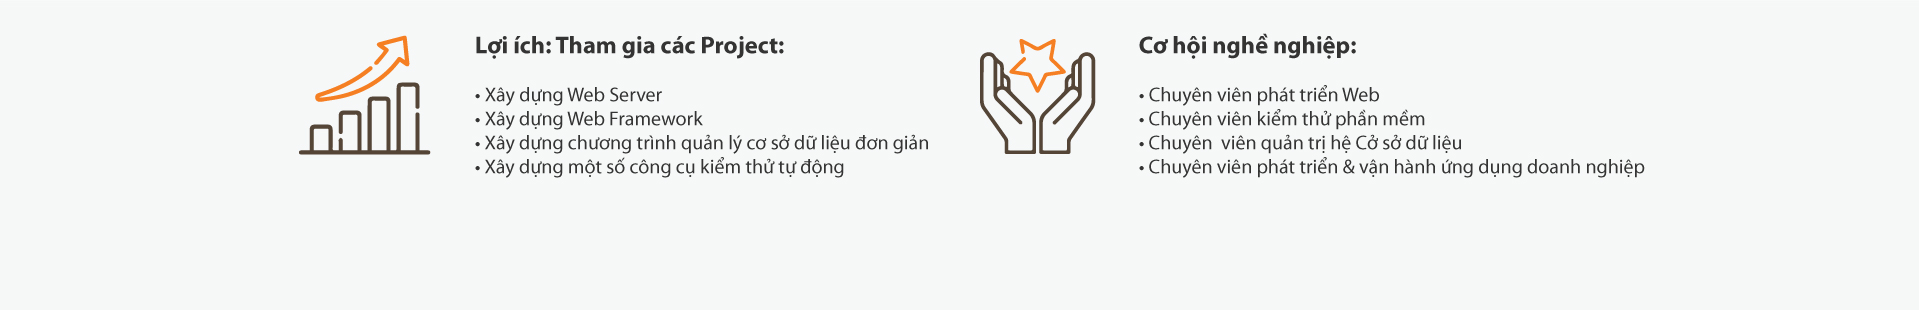 Lợi ích: Tham gia các Project:
• Xây dựng Web Server
• Xây dựng Web Framework
• Xây dựng chương trình quản lý cơ sở dữ liệu đơn giản
• Xây dựng một số công cụ kiểm thử tự động
Cơ hội nghề nghiệp:
• Chuyên viên phát triển Web
• Chuyên viên kiểm thử phần mềm
• Chuyên  viên quản trị hệ Cở sở dữ liệu
• Chuyên viên phát triển & vận hành ứng dụng doanh nghiệp